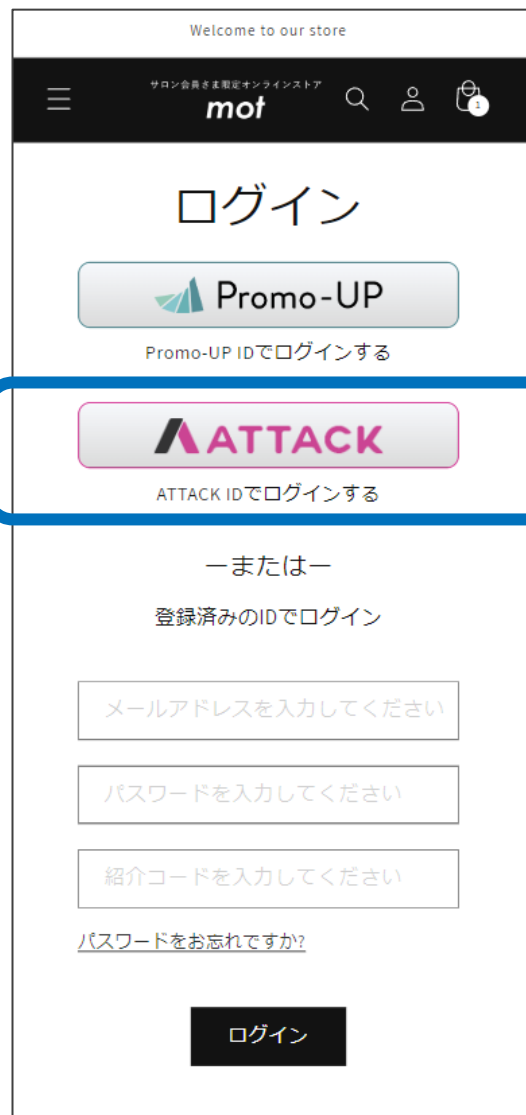 Welcome to our store
サロン会員さま限定オンラインストア
mot
1
ログイン
Promo-UP
Promo-UP IDでログインする
ATTACK
ATTACK IDでログインする
ーまたはー
登録済みのIDでログイン
メールアドレスを入力してください
パスワードを入力してください
紹介コードを入力してください
パスワードをお忘れですか?
ログイン